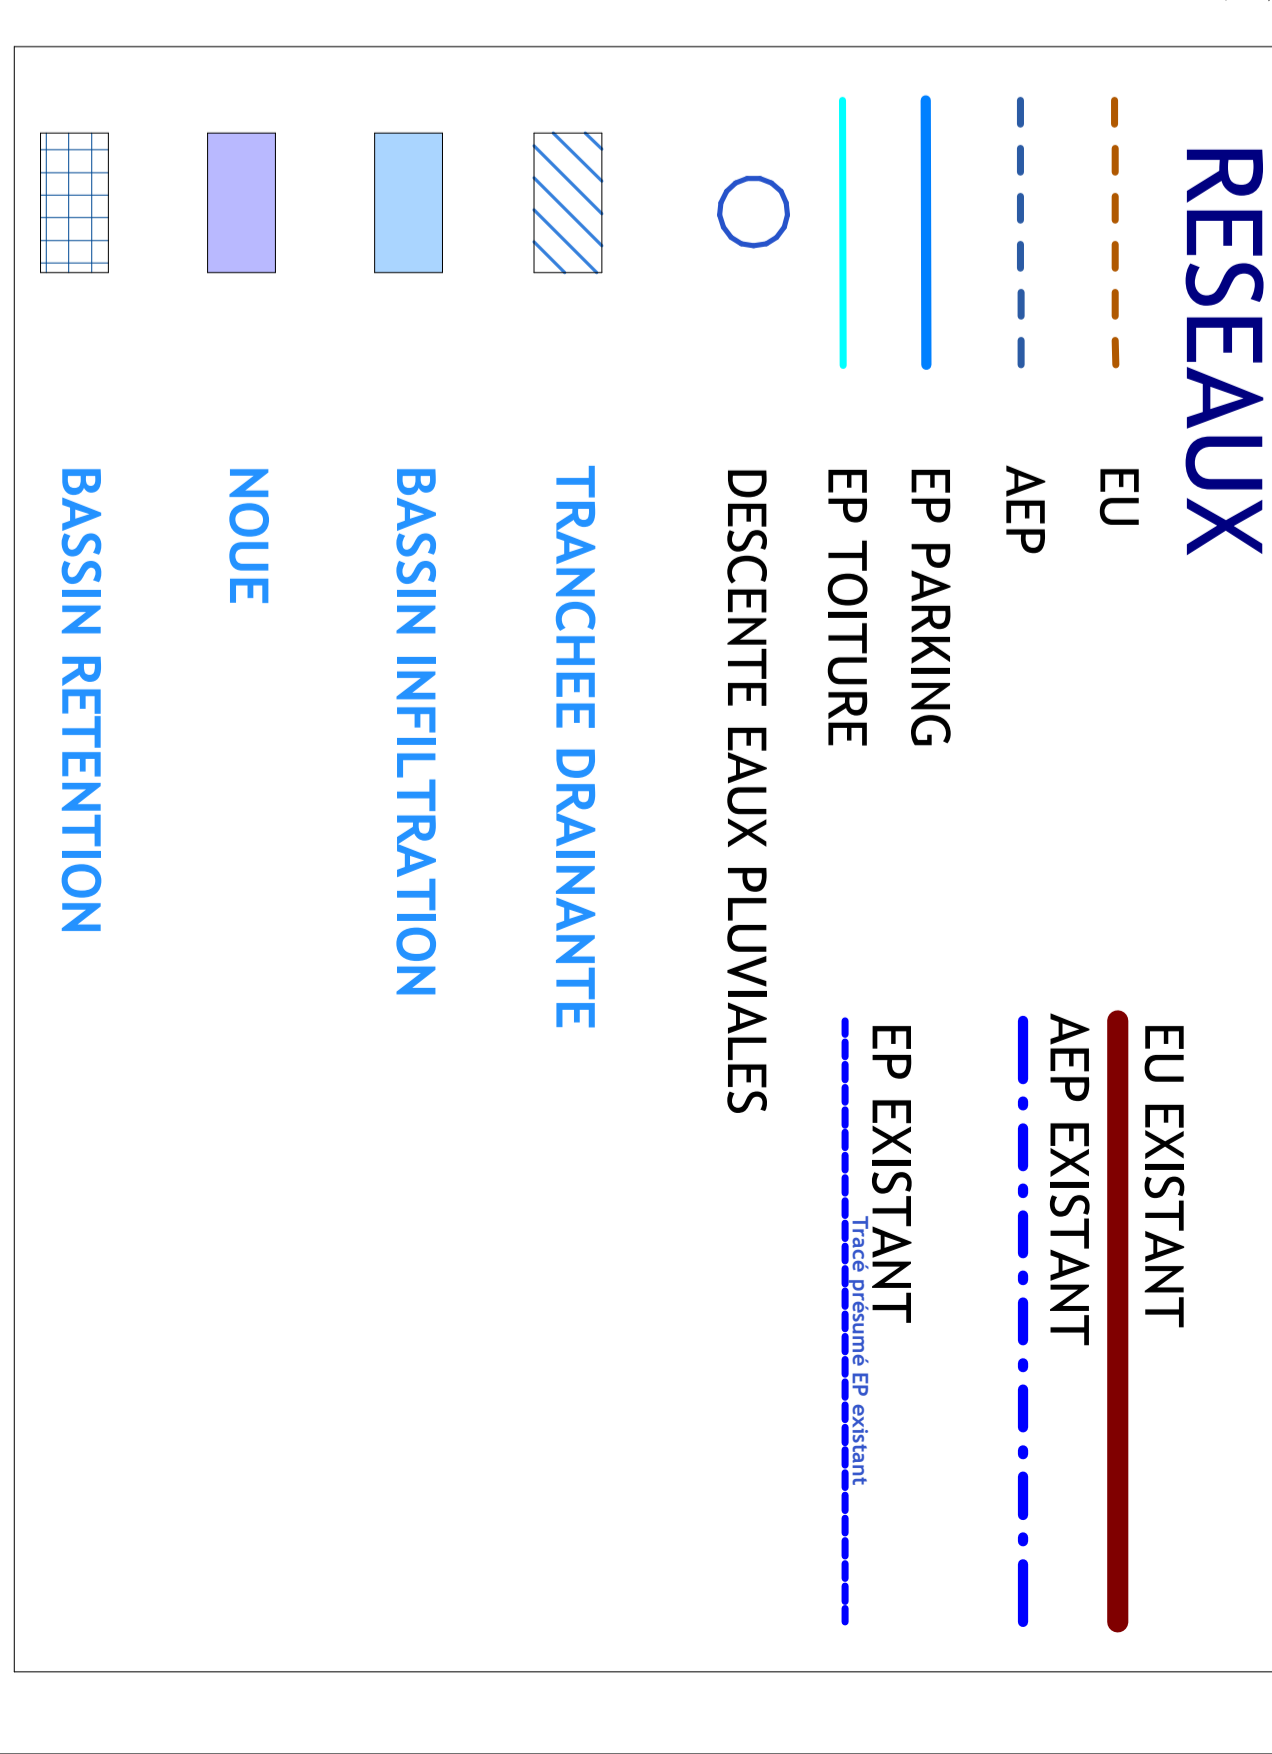 RESEAUX
EU
EU EXISTANT
AEP
AEP EXISTANT
EP PARKING
EP EXISTANT
EP TOITURE
Tracé présumé EP existant
DESCENTE EAUX PLUVIALES
TRANCHEE DRAINANTE
BASSIN INFILTRATION
NOUE
BASSIN RETENTION